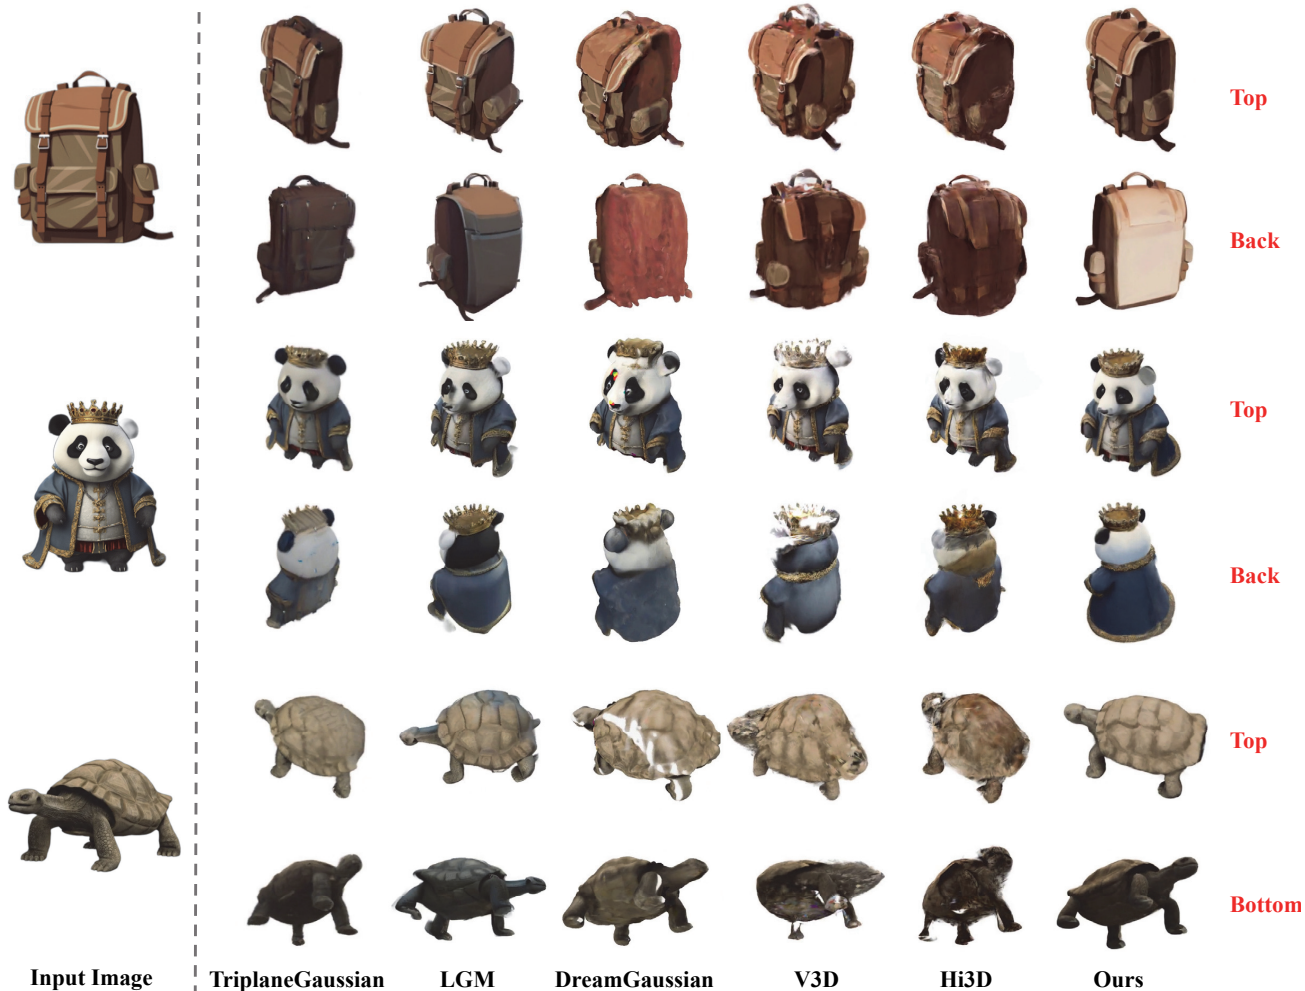 Top
Back
Top
Back
Top
Bottom
Input Image TriplaneGaussian LGM DreamGaussian V3D Hi3D Ours